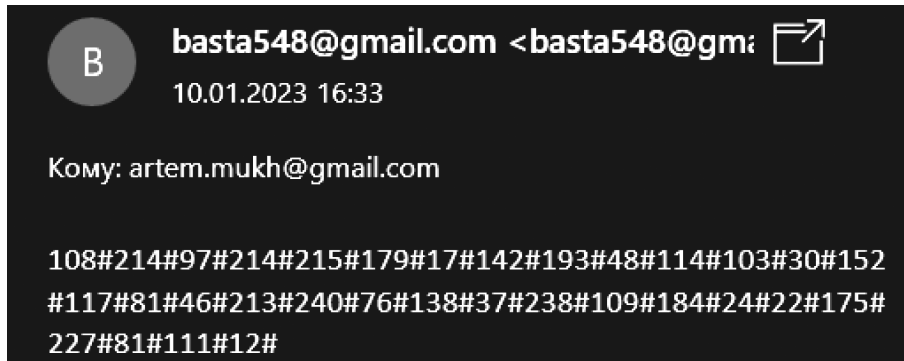 B
basta548@gmail.com <basta548@gma
10.01.2023 16:33
Кому: artem.mukh@gmail.com
108#214#97#214#215#179#17#142#193#48#114#103#30#152
#117#81#46#213#240#76#138#37#238#109#184#24#22#175#
227#81#111#12#